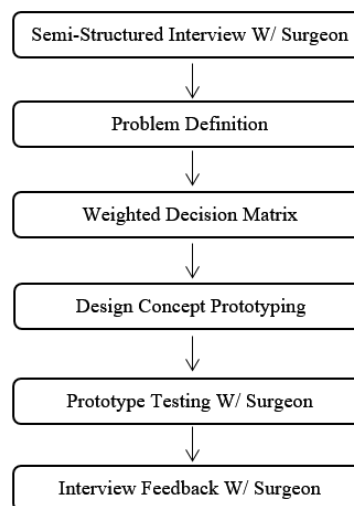 Semi-Structured Interview W/ Surgeon
Problem Definition
Weighted Decision Matrix
Design Concept Prototyping
Prototype Testing W/ Surgeon
Interview Feedback W/ Surgeon